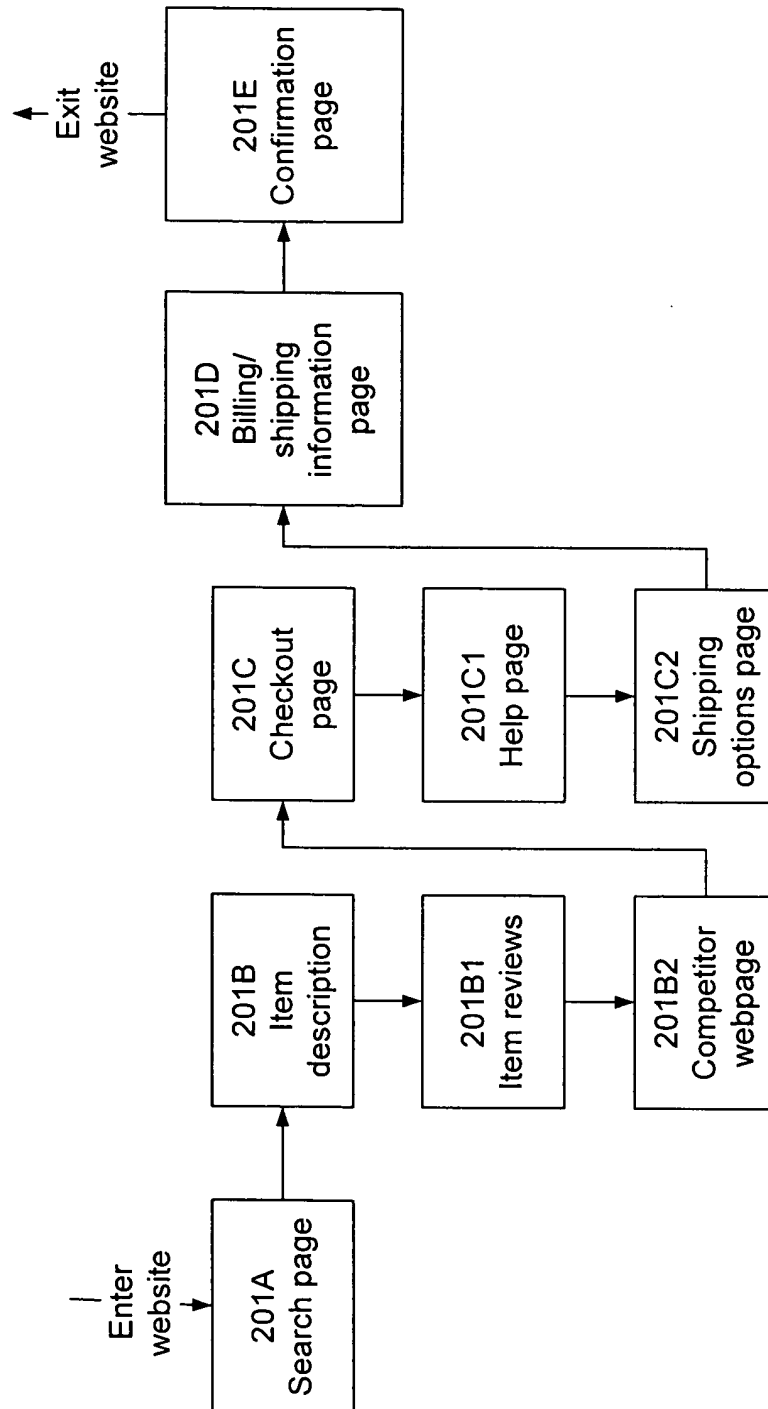 Enter
website
201A
Search page
201B
Item
description
201B1
Item reviews
201B2
Competitor
webpage
201C
Checkout
page
201C1
Help page
201C2
Shipping
options page
201D
Billing/
shipping
information
page
201E
Confirmation
page
Exit
website